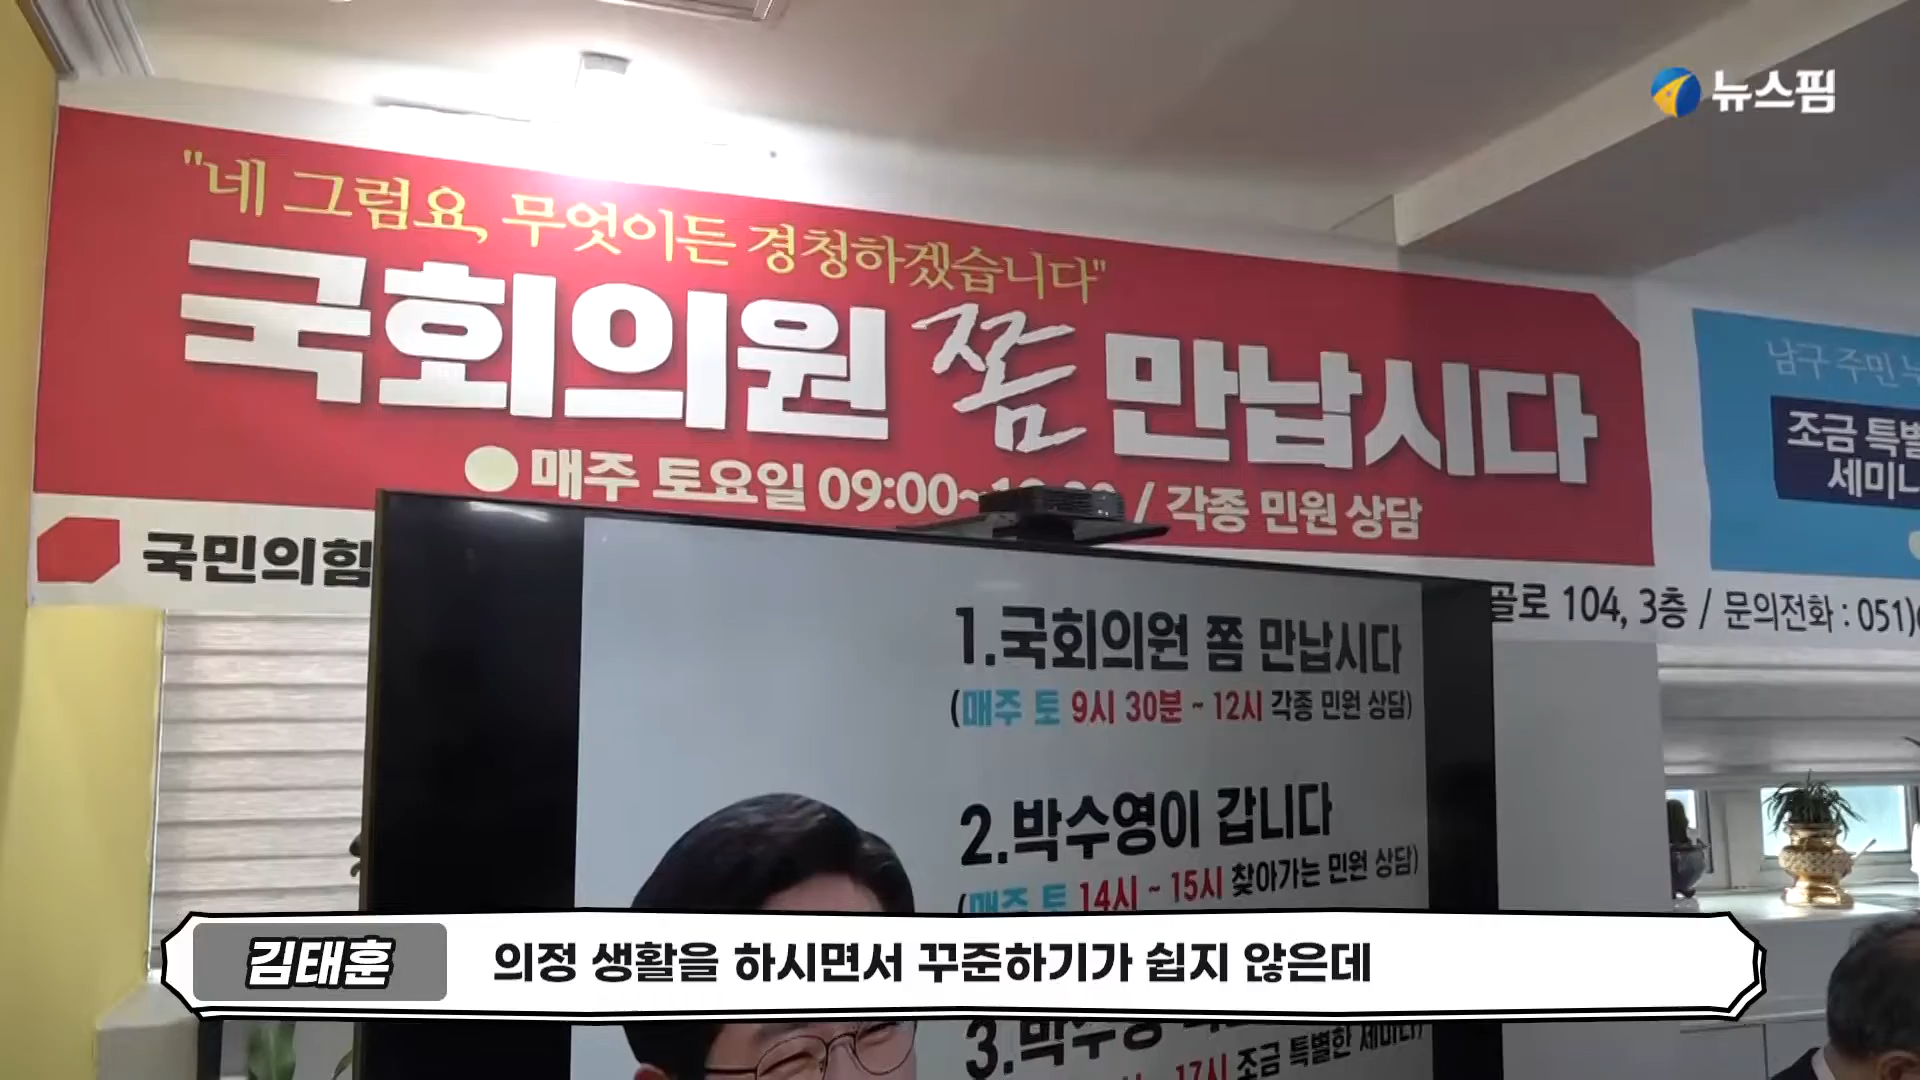 뉴스핌
"네 그럼요, 무엇이든 경청하겠습니다"
국회의원 쫌 만납시다
매주 토요일 09:00~ / 각종 민원 상담
국민의힘
골로 104, 3층 / 문의전화 : 051)
남구 주민
조금 특별
세미나
1.국회의원 쫌 만납시다
(매주 토 9시 30분 ~ 12시 각종 민원 상담)
2.박수영이 갑니다
(매주 토 14시 ~ 15시 찾아가는 민원 상담)
3.박수영
17시 조금 특별한 세미나)
김태훈 의정 생활을 하시면서 꾸준하기가 쉽지 않은데